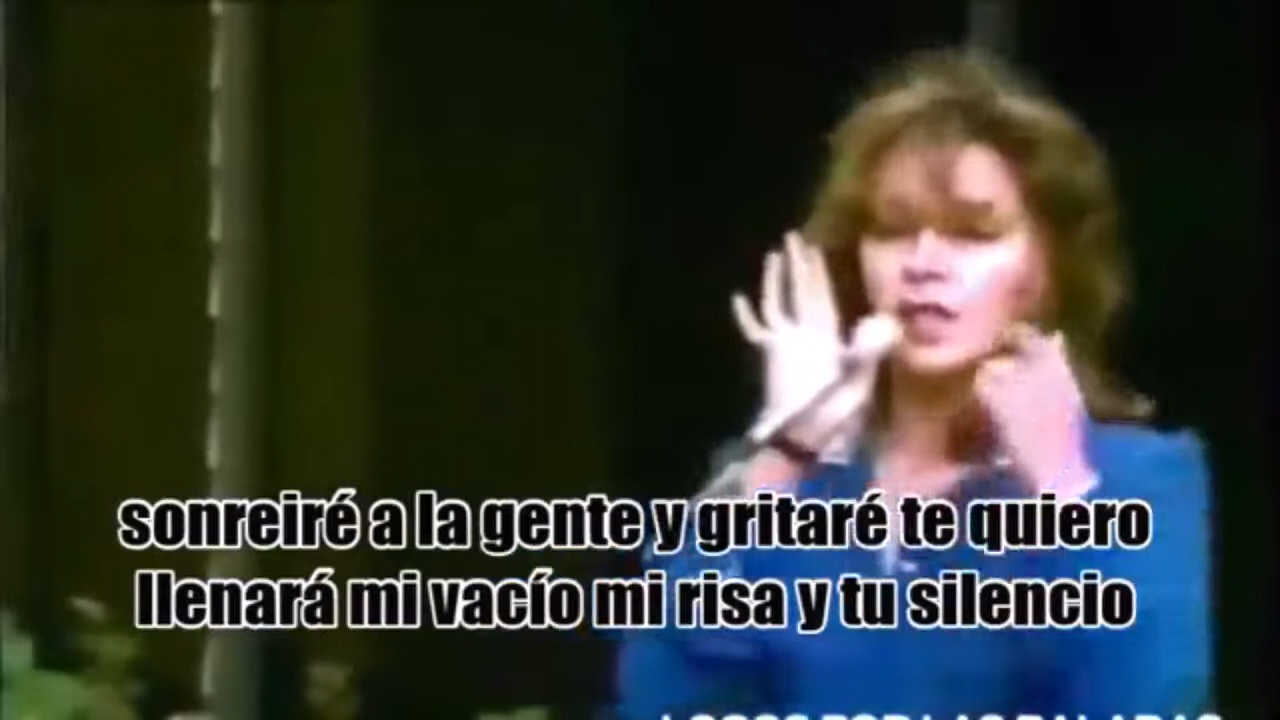 sonreiré a la gente y gritaré te quiero
llenará mi vacío mi risa y tu silencio